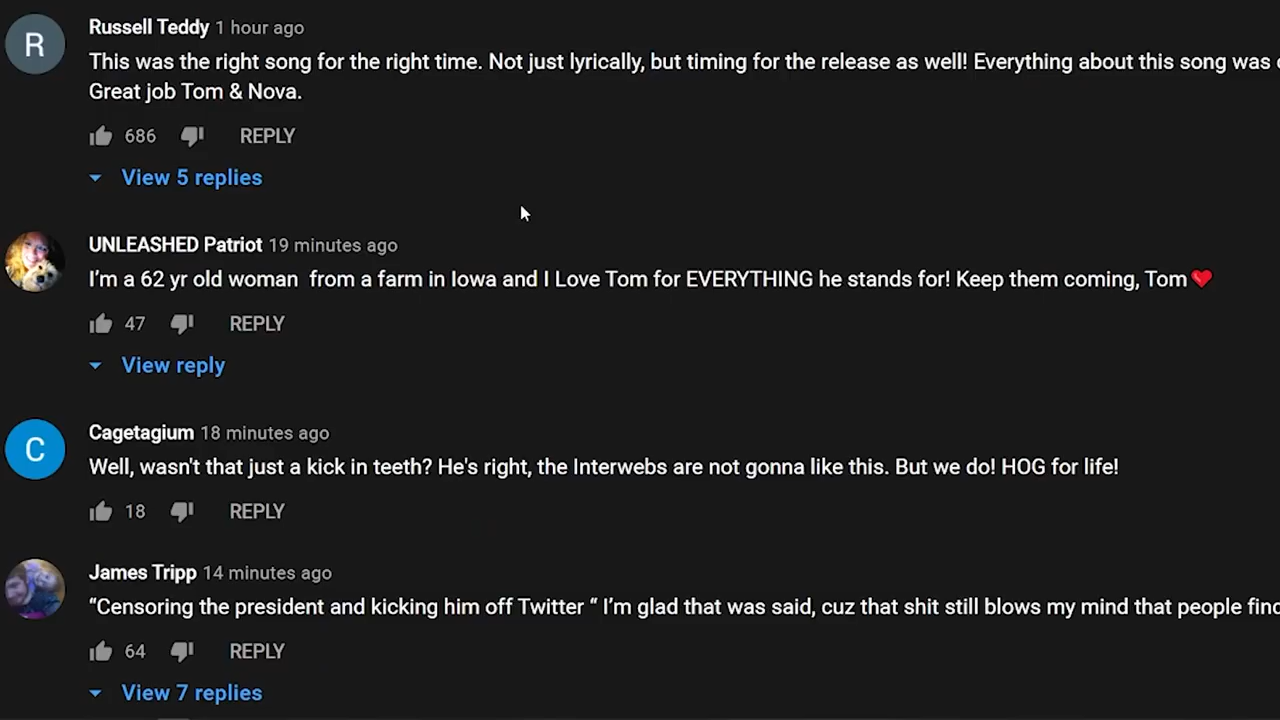 R
Russell Teddy 1 hour ago
This was the right song for the right time. Not just lyrically, but timing for the release as well! Everything about this song was
Great job Tom & Nova.
686 REPLY
View 5 replies
UNLEASHED Patriot 19 minutes ago
I'm a 62 yr old woman  from a farm in Iowa and I Love Tom for EVERYTHING he stands for! Keep them coming, Tom❤️
47 REPLY
View reply
C
Cagetagium 18 minutes ago
Well, wasn't that just a kick in teeth? He's right, the Interwebs are not gonna like this. But we do! HOG for life!
18 REPLY
James Tripp 14 minutes ago
“Censoring the president and kicking him off Twitter “ I’m glad that was said, cuz that shit still blows my mind that people
64 REPLY
View 7 replies